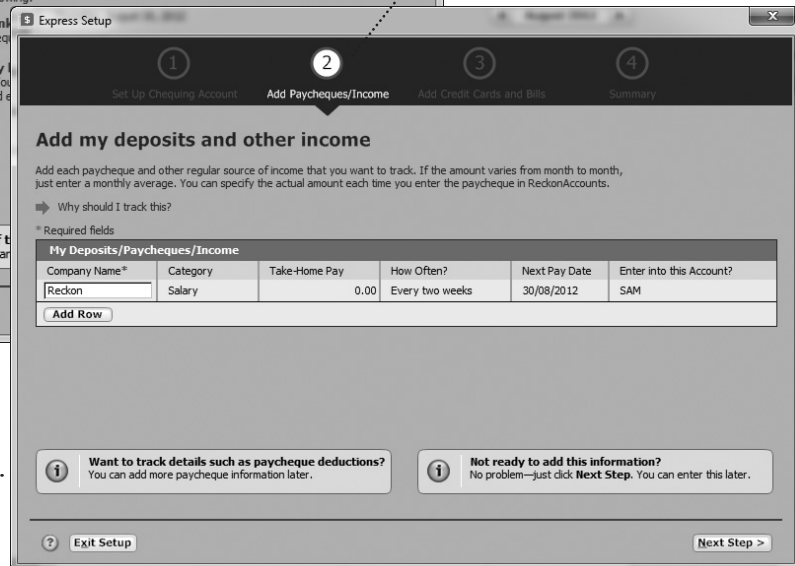 Express Setup
1
2
3
4
Set Up Chequing Account
Add Paycheques/Income
Add Credit Cards and Bills
Summary
Add my deposits and other income
Add each paycheque and other regular source of income that you want to track. If the amount varies from month to month,
just enter a monthly average. You can specify the actual amount each time you enter the paycheque in ReckonAccounts.
Why should I track this?
* Required fields
My Deposits/Paycheques/Income
Company Name* Category Take-Home Pay How Often? Next Pay Date Enter into this Account?
Reckon Salary 0.00 Every two weeks 30/08/2012 SAM
Add Row
Want to track details such as paycheque deductions?
You can add more paycheque information later.
Not ready to add this information?
No problem—just click Next Step. You can enter this later.
? Exit Setup
Next Step >